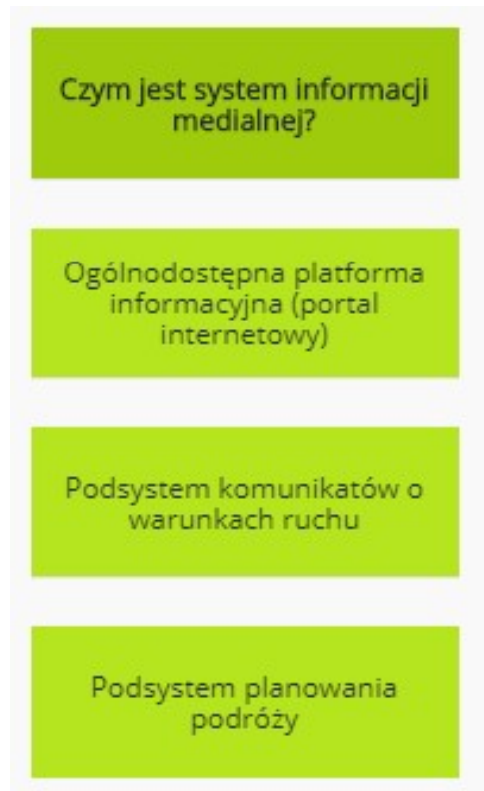 Czym jest system informacji
medialnej?
Ogólnodostępna platforma
informacyjna (portal
internetowy)
Podsystem komunikatów o
warunkach ruchu
Podsystem planowania
podróży